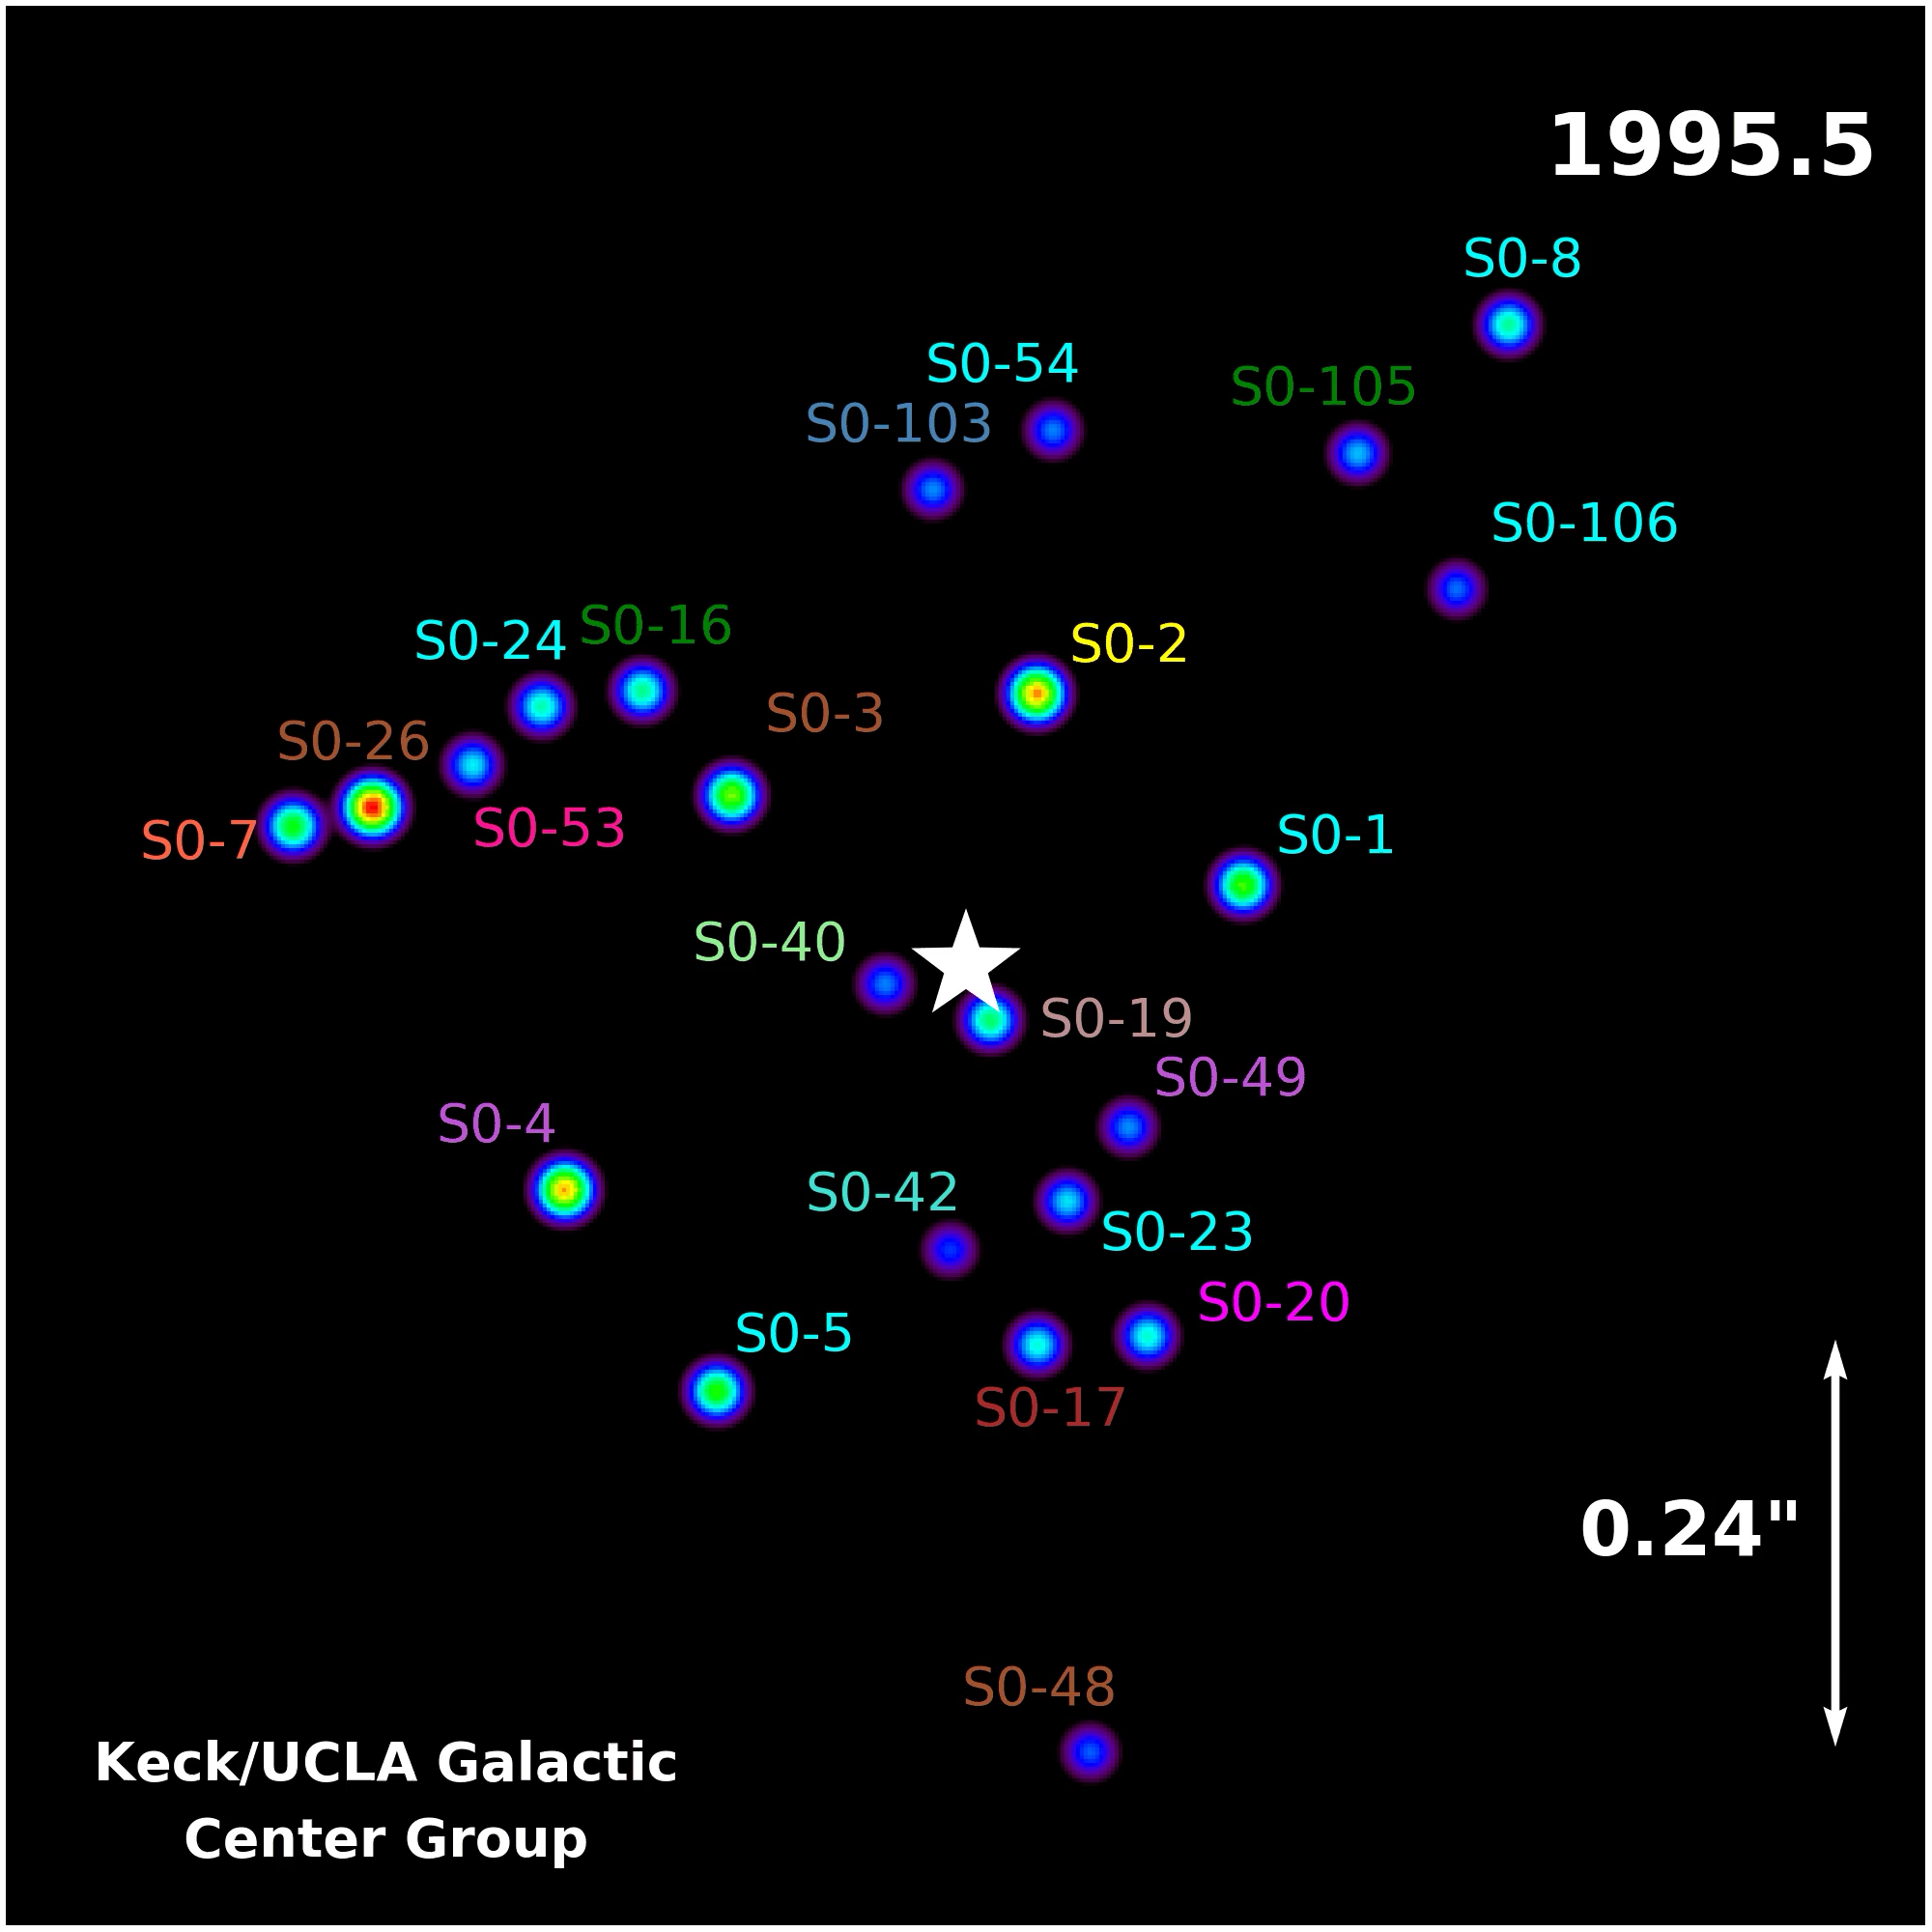 1995.5
S0-8
S0-54
S0-105
S0-103
S0-106
S0-24
S0-16
S0-2
S0-3
S0-26
S0-7
S0-53
S0-1
S0-40
S0-19
S0-49
S0-4
S0-42
S0-23
S0-20
S0-5
S0-17
0.24"
S0-48
Keck/UCLA Galactic
Center Group